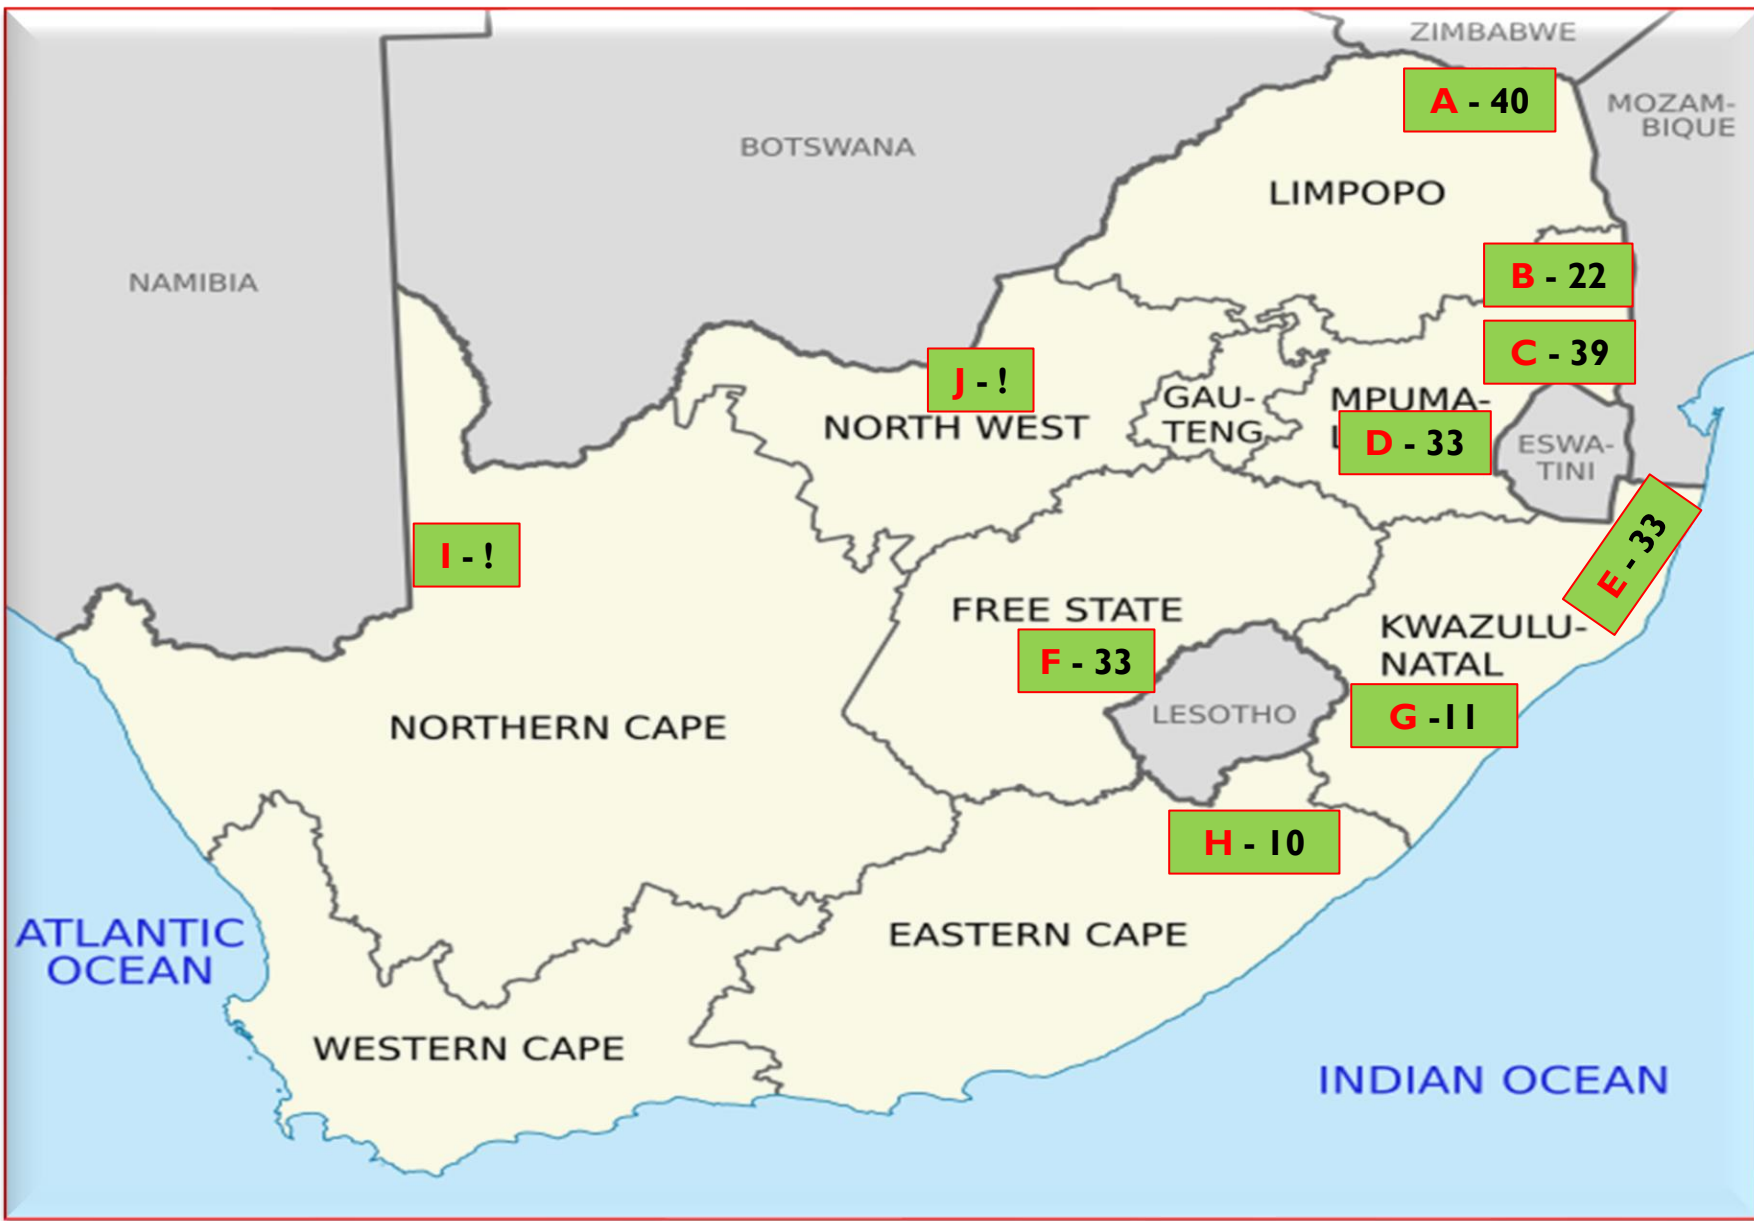 ZIMBABWE
A - 40
MOZAM-
BIQUE
BOTSWANA
LIMPOPO
B - 22
NAMIBIA
C - 39
J - !
GAU-
TENG
MPUMA-
NORTH WEST
D - 33
ESWA-
TINI
E - 33
I - !
FREE STATE
KWAZULU-
NATAL
F - 33
LESOTHO
G -11
NORTHERN CAPE
H - 10
ATLANTIC
OCEAN
EASTERN CAPE
WESTERN CAPE
INDIAN OCEAN